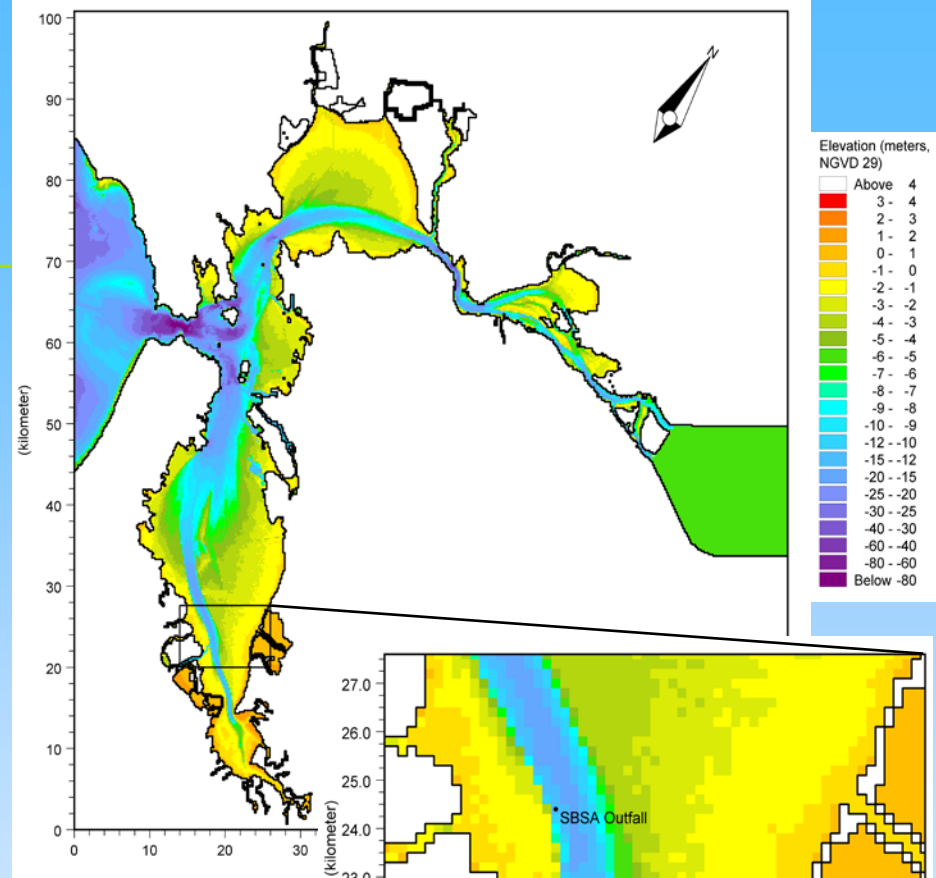 100
90
80
70
60
50
40
30
20
10
0
(kilometer)
0 10 20 30
N
Elevation (meters,
NGVD 29)
Above 4
3 - 4
2 - 3
1 - 2
0 - 1
-1 - 0
-2 - -1
-3 - -2
-4 - -3
-5 - -4
-6 - -5
-7 - -6
-8 - -7
-9 - -8
-10 - -9
-12 - -10
-15 - -12
-20 - -15
-25 - -20
-30 - -25
-40 - -30
-60 - -40
-80 - -60
Below -80
27.0
26.0
25.0
24.0
23.0
(kilometer)
SBSA Outfall